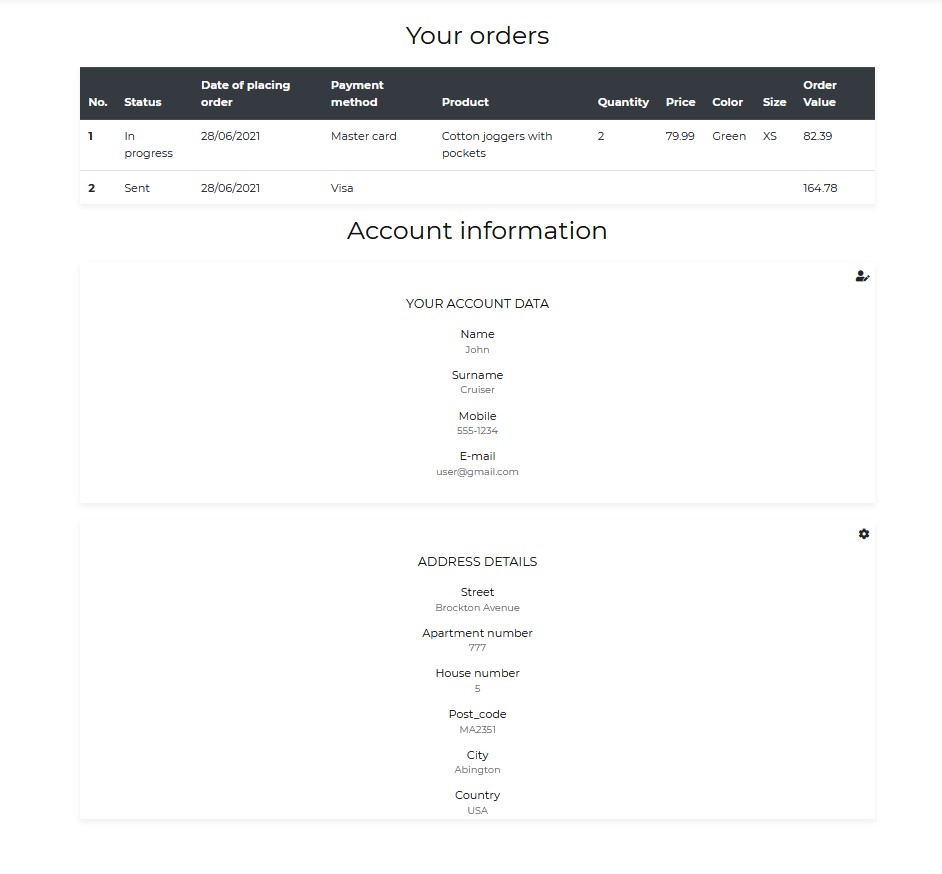 Your orders
No. Status Date of placing order Payment method Product Quantity Price Color Size Order Value
1 In progress 28/06/2021 Master card Cotton joggers with pockets 2 79.99 Green XS 82.39
2 Sent 28/06/2021 Visa 164.78
Account information
YOUR ACCOUNT DATA
Name
John
Surname
Cruiser
Mobile
555-1234
E-mail
user@gmail.com
ADDRESS DETAILS
Street
Brockton Avenue
Apartment number
777
House number
5
Post_code
MA2351
City
Abington
Country
USA